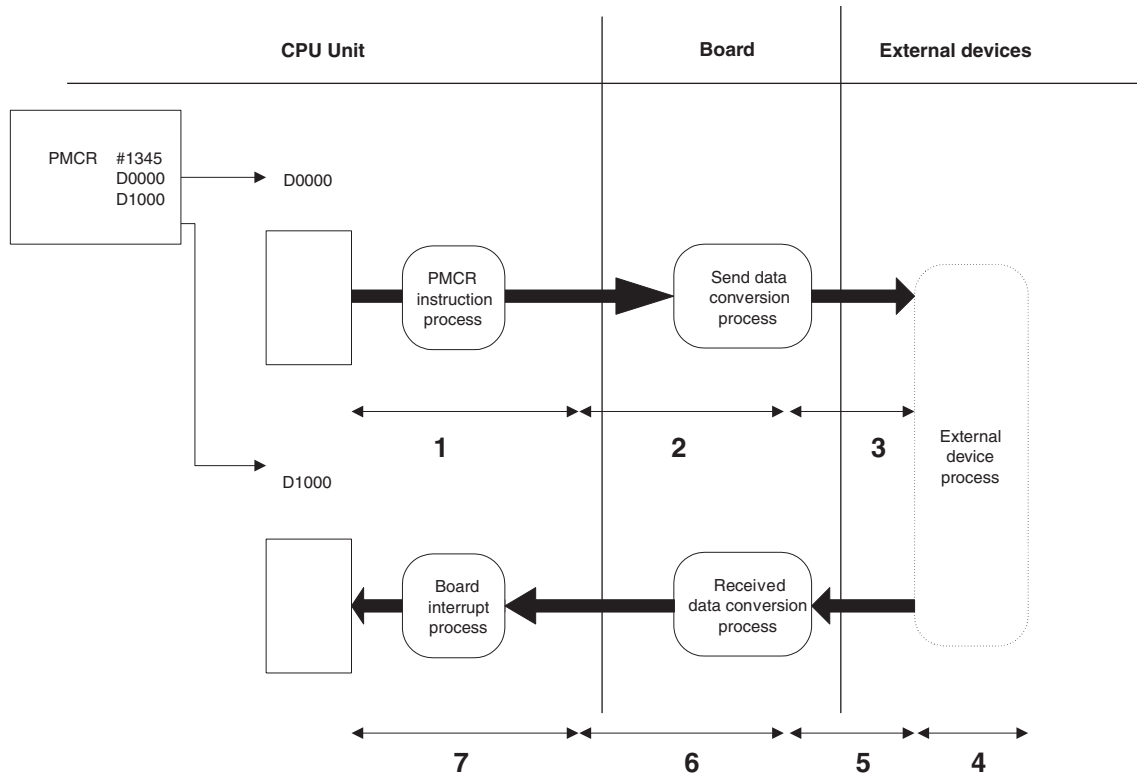 CPU Unit
Board
External devices
PMCR #1345
D0000
D1000
D0000
PMCR
instruction
process
Send data
conversion
process
1
2
3
External
device
process
D1000
Board
interrupt
process
Received
data conversion
process
7
6
5
4